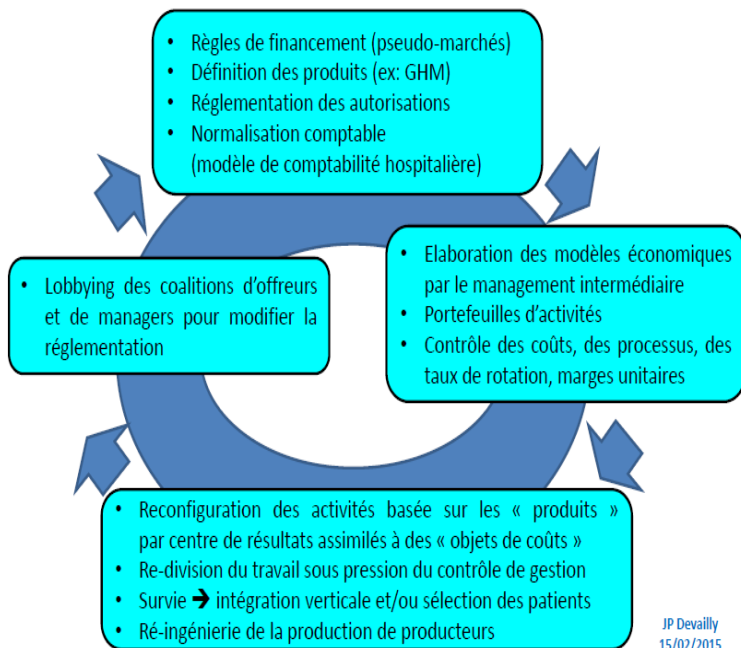 • Règles de financement (pseudo-marchés)
• Définition des produits (ex: GHM)
• Réglementation des autorisations
• Normalisation comptable
(modèle de comptabilité hospitalière)
• Elaboration des modèles économiques
par le management intermédiaire
• Portefeuilles d’activités
• Contrôle des coûts, des processus, des
taux de rotation, marges unitaires
• Reconfiguration des activités basée sur les « produits »
par centre de résultats assimilés à des « objets de coûts »
• Re-division du travail sous pression du contrôle de gestion
• Survie ➔ intégration verticale et/ou sélection des patients
• Ré-ingénierie de la production de producteurs
• Lobbying des coalitions d’offreurs
et de managers pour modifier la
réglementation
JP Devailly
15/02/2015